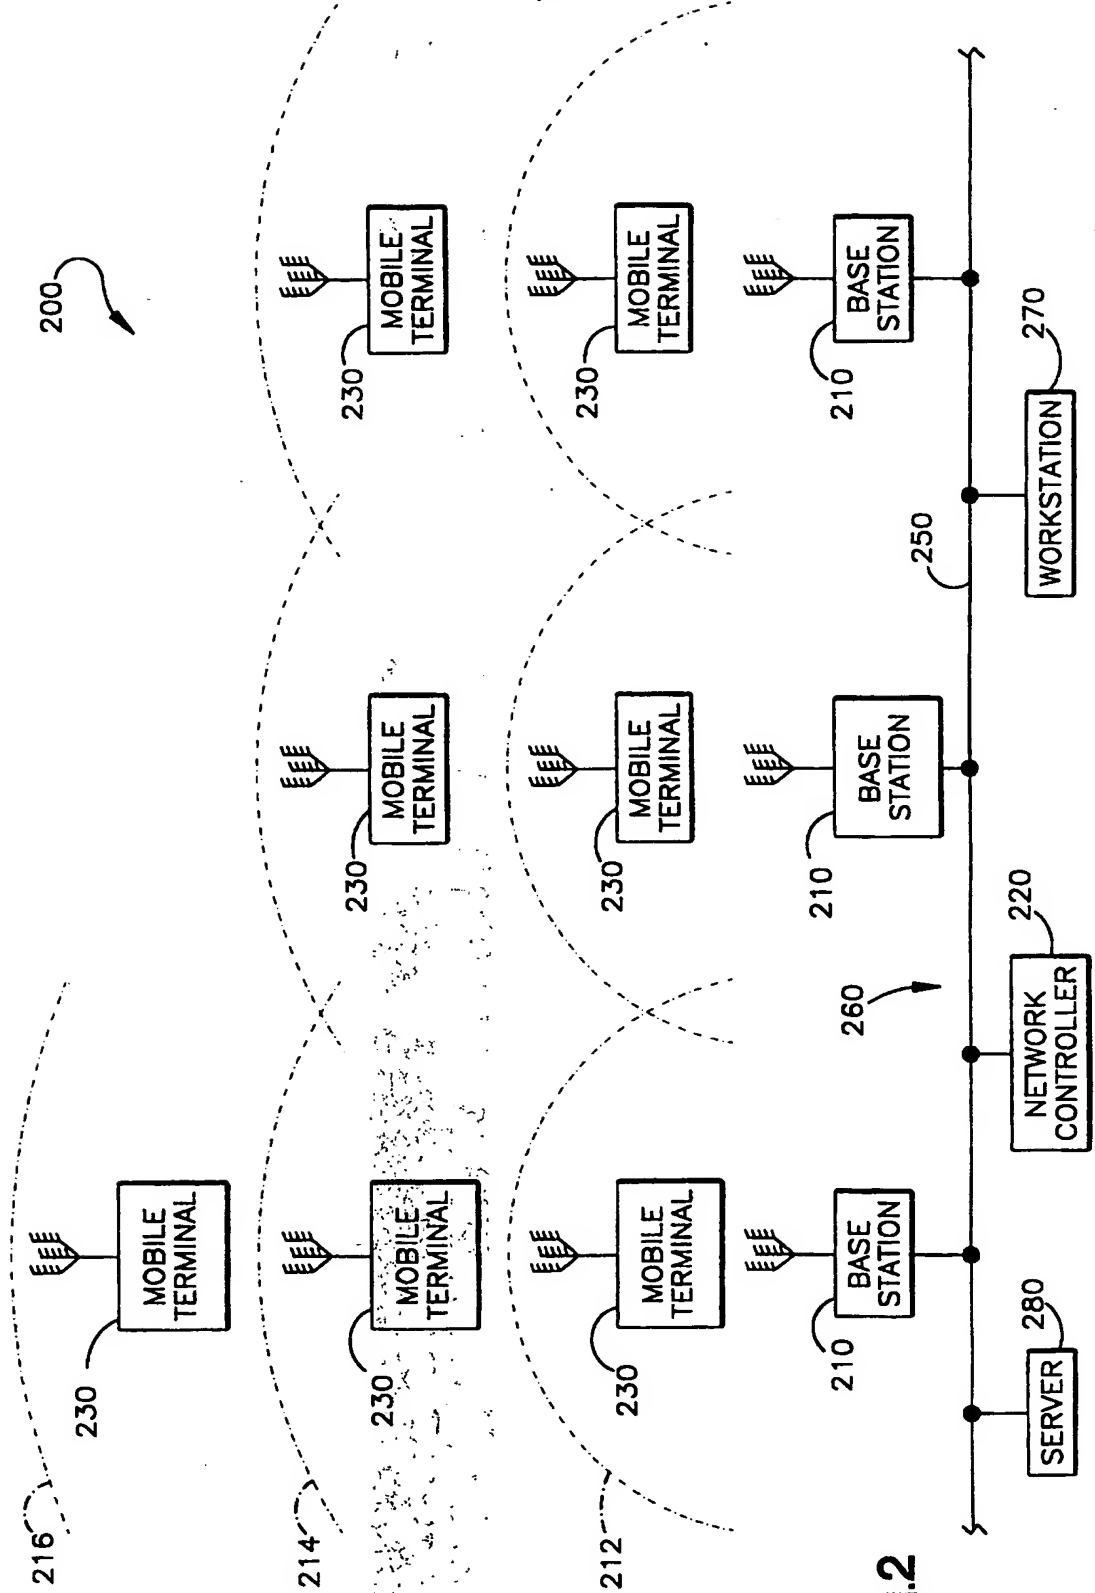 216
200
230
MOBILE
TERMINAL
214
230
MOBILE
TERMINAL
230
MOBILE
TERMINAL
230
MOBILE
TERMINAL
212
230
MOBILE
TERMINAL
230
MOBILE
TERMINAL
230
MOBILE
TERMINAL
210
BASE
STATION
210
BASE
STATION
210
BASE
STATION
260
250
280
SERVER
220
NETWORK
CONTROLLER
270
WORKSTATION
.2